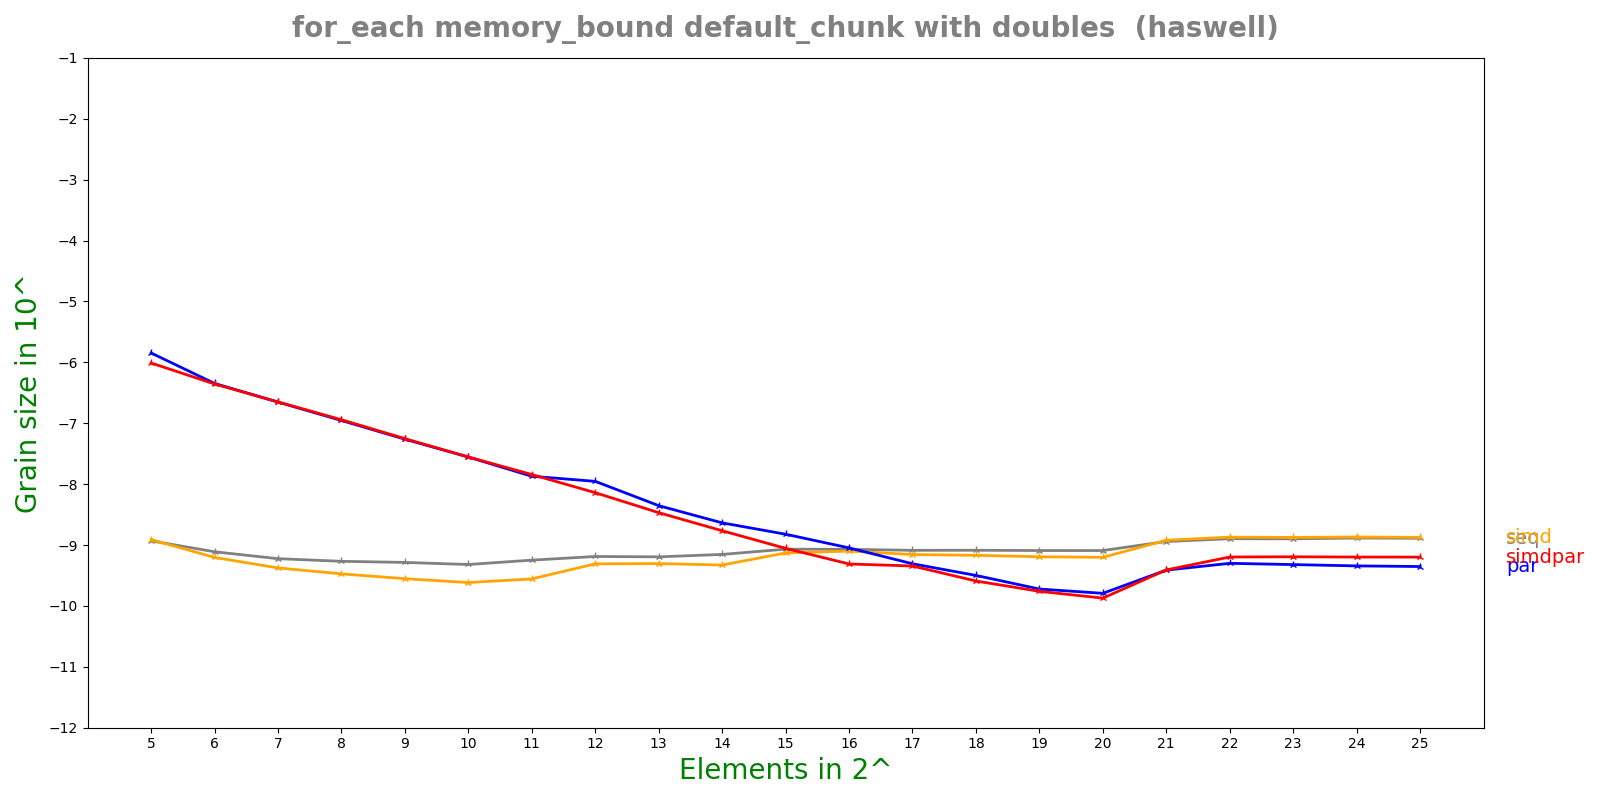 for_each memory_bound default_chunk with doubles (haswell)
Grain size in 10^
−1
−2
−3
−4
−5
−6
−7
−8
−9
−10
−11
−12
simd
seq
simdpar
par
5 6 7 8 9 10 11 12 13 14 15 16 17 18 19 20 21 22 23 24 25
Elements in 2^